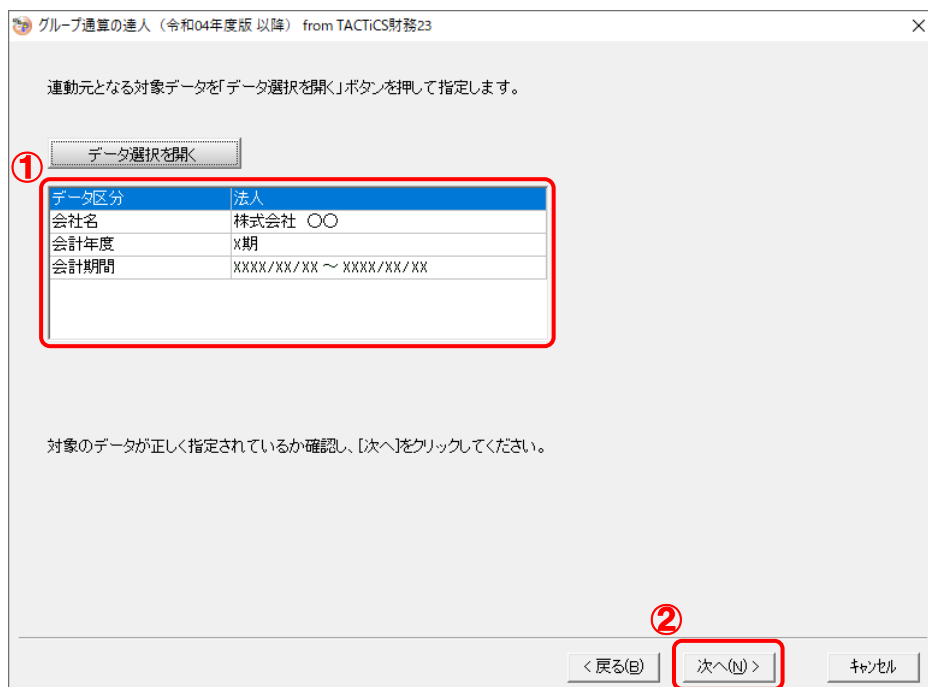 グループ通算の達人（令和04年度版 以降） from TACTiCS財務23
連動元となる対象データを「データ選択を開く」ボタンを押して指定します。
データ選択を開く
①
データ区分 法人
会社名 株式会社 〇〇
会計年度 X期
会計期間 XXXX/XX/XX ～ XXXX/XX/XX
対象のデータが正しく指定されているか確認し、[次へ]をクリックしてください。
②
< 戻る(B) 次へ(N) > キャンセル